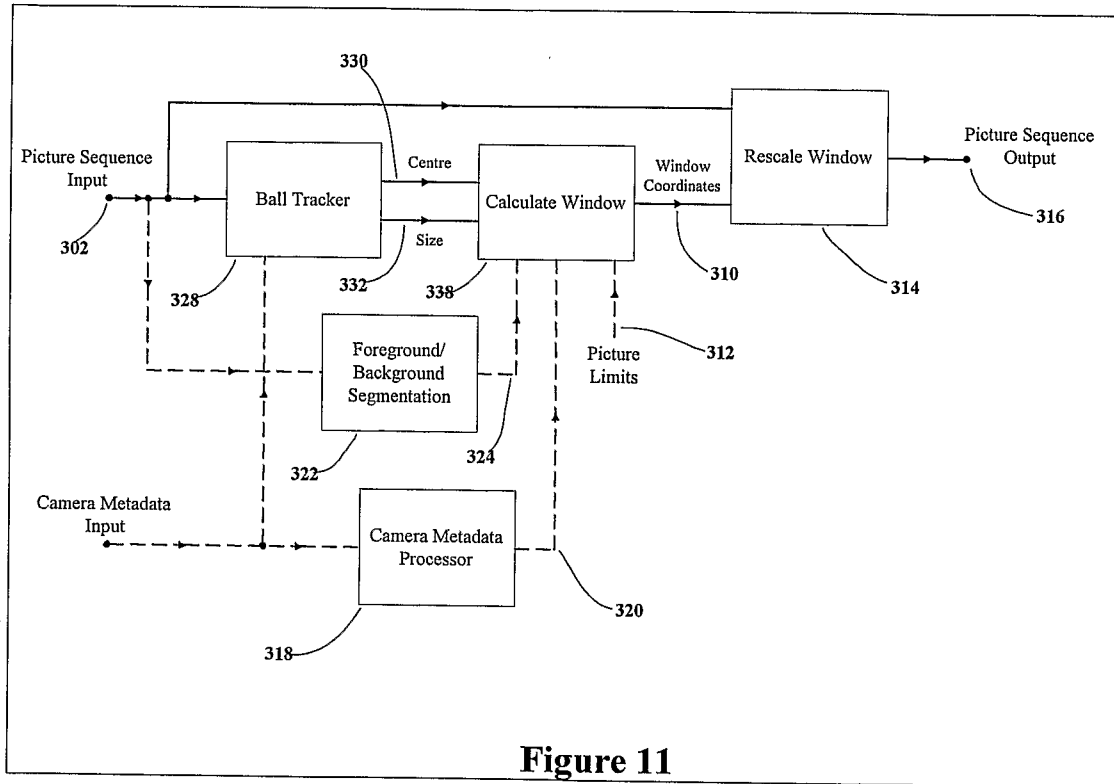 330
Picture Sequence
Input
302
Ball Tracker
328
Centre
Size
332
Calculate Window
338
Window
Coordinates
310
Rescale Window
314
Picture Sequence
Output
316
Foreground/
Background
Segmentation
322
324
Picture
Limits
312
Camera Metadata
Input
Camera Metadata
Processor
318
320
Figure 11